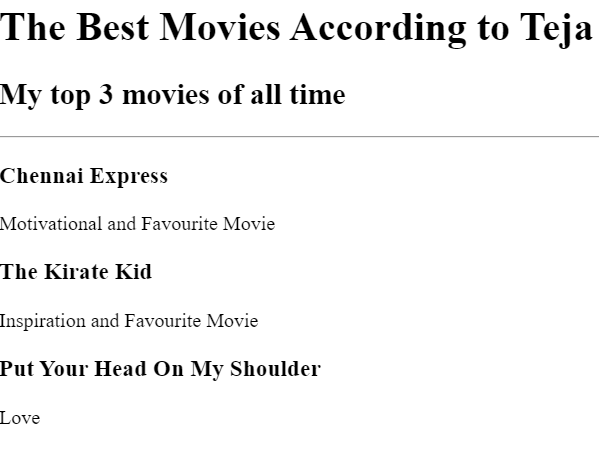 The Best Movies According to Teja
My top 3 movies of all time
Chennai Express
Motivational and Favourite Movie
The Kirate Kid
Inspiration and Favourite Movie
Put Your Head On My Shoulder
Love